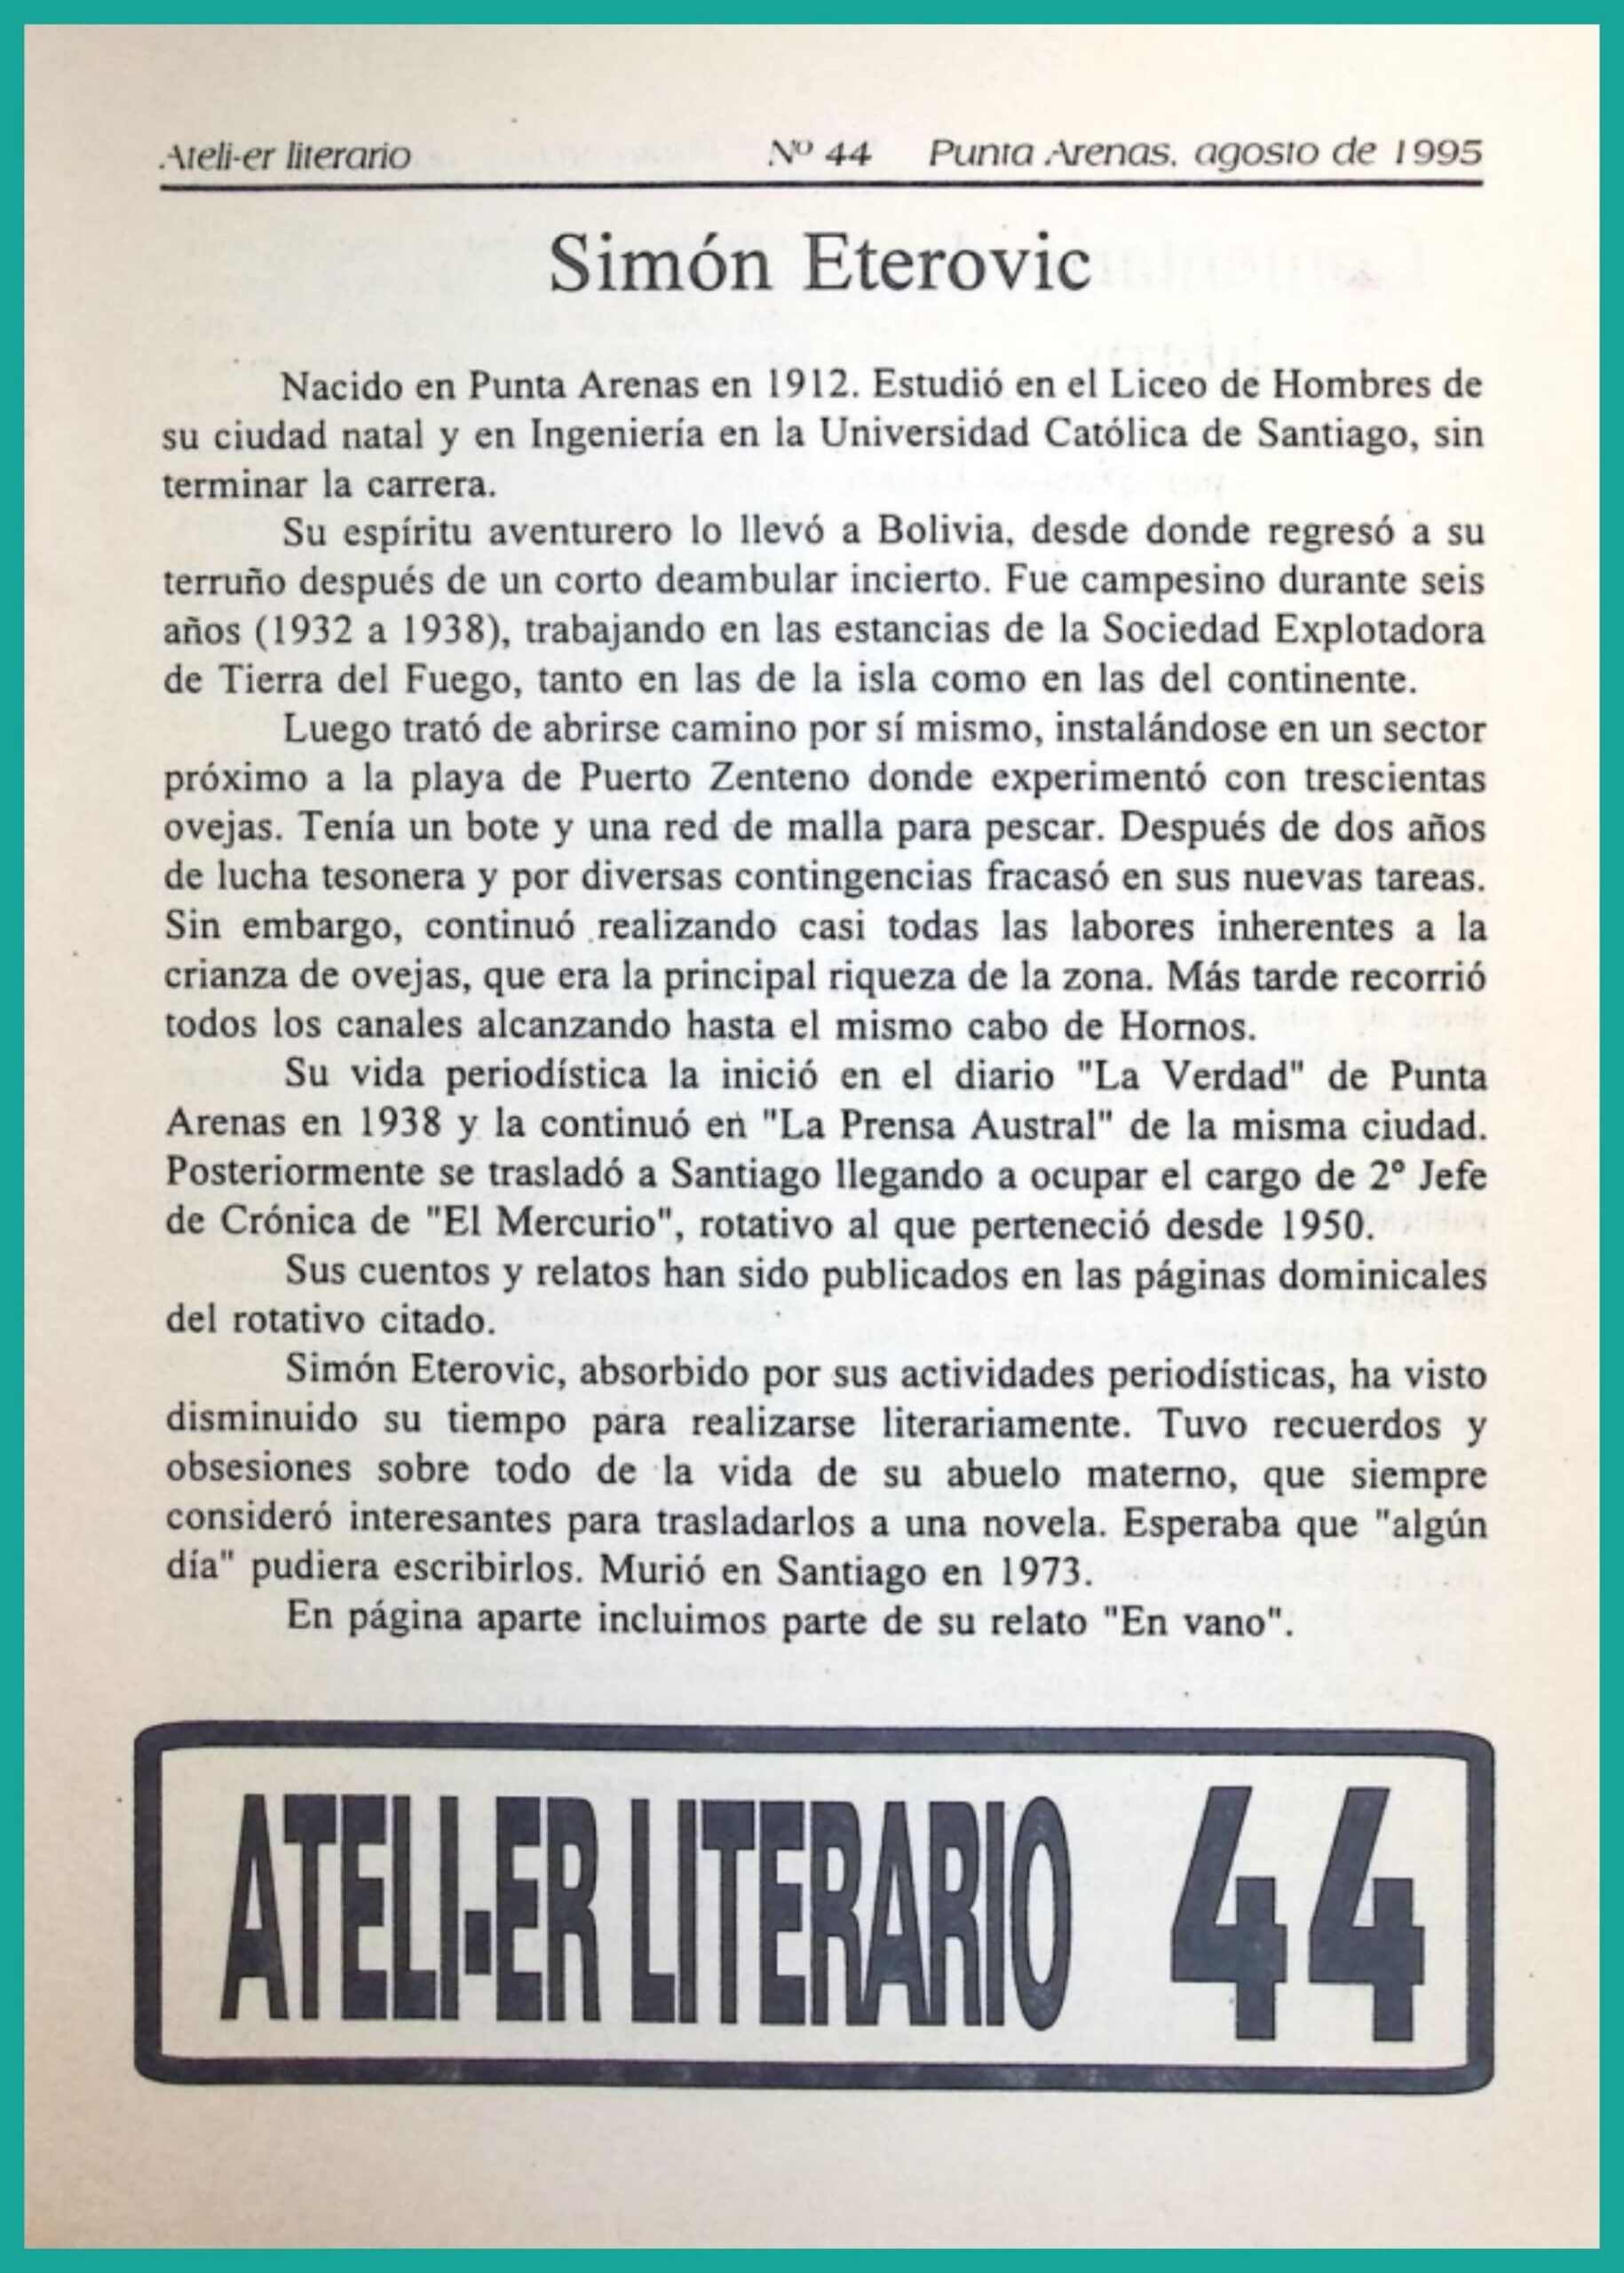 Ateli-er literario Nº 44 Punta Arenas, agosto de 1995
Simón Eterovic
Nacido en Punta Arenas en 1912. Estudió en el Liceo de Hombres de
su ciudad natal y en Ingeniería en la Universidad Católica de Santiago, sin
terminar la carrera.
Su espíritu aventurero lo llevó a Bolivia, desde donde regresó a su
terruño después de un corto deambular incierto. Fue campesino durante seis
años (1932 a 1938), trabajando en las estancias de la Sociedad Explotadora
de Tierra del Fuego, tanto en las de la isla como en las del continente.
Luego trató de abrirse camino por sí mismo, instalándose en un sector
próximo a la playa de Puerto Zenteno donde experimentó con trescientas
ovejas. Tenía un bote y una red de malla para pescar. Después de dos años
de lucha tesonera y por diversas contingencias fracasó en sus nuevas tareas.
Sin embargo, continuó realizando casi todas las labores inherentes a la
crianza de ovejas, que era la principal riqueza de la zona. Más tarde recorrió
todos los canales alcanzando hasta el mismo cabo de Hornos.
Su vida periodística la inició en el diario "La Verdad" de Punta
Arenas en 1938 y la continuó en "La Prensa Austral" de la misma ciudad.
Posteriormente se trasladó a Santiago llegando a ocupar el cargo de 2º Jefe
de Crónica de "El Mercurio", rotativo al que perteneció desde 1950.
Sus cuentos y relatos han sido publicados en las páginas dominicales
del rotativo citado.
Simón Eterovic, absorbido por sus actividades periodísticas, ha visto
disminuido su tiempo para realizarse literariamente. Tuvo recuerdos y
obsesiones sobre todo de la vida de su abuelo materno, que siempre
consideró interesantes para trasladarlos a una novela. Esperaba que "algún
día" pudiera escribirlos. Murió en Santiago en 1973.
En página aparte incluimos parte de su relato "En vano".
ATELI-ER LITERARIO 44